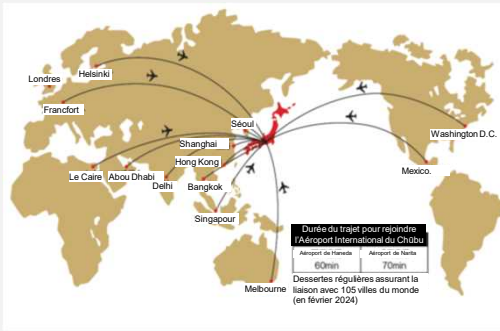 Helsinki
Londres
Francfort
Séoul
Shanghai
Washington D.C.
Hong Kong
Mexico.
Le Caire
Abou Dhabi
Delhi
Bangkok
Singapour
Durée du trajet pour rejoindre
l'Aéroport International du Chūbu
Aéroport de Haneda
Aéroport de Narita
60min
70min
Dessertes régulières assurant la
liaison avec 105 villes du monde
(en février 2024)
Melbourne